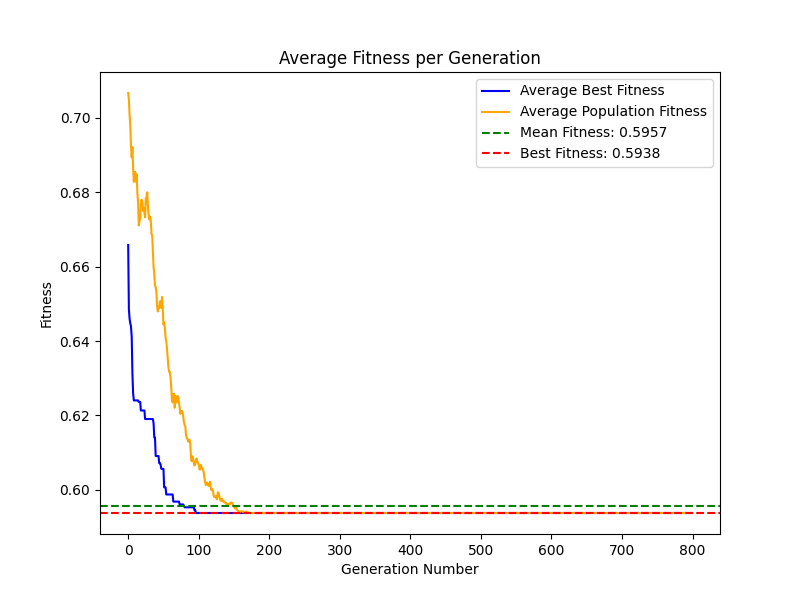 Average Fitness per Generation
Average Best Fitness
Average Population Fitness
Mean Fitness: 0.5957
Best Fitness: 0.5938
Fitness
0.70
0.68
0.66
0.64
0.62
0.60
0
100
200
300
400
500
600
700
800
Generation Number